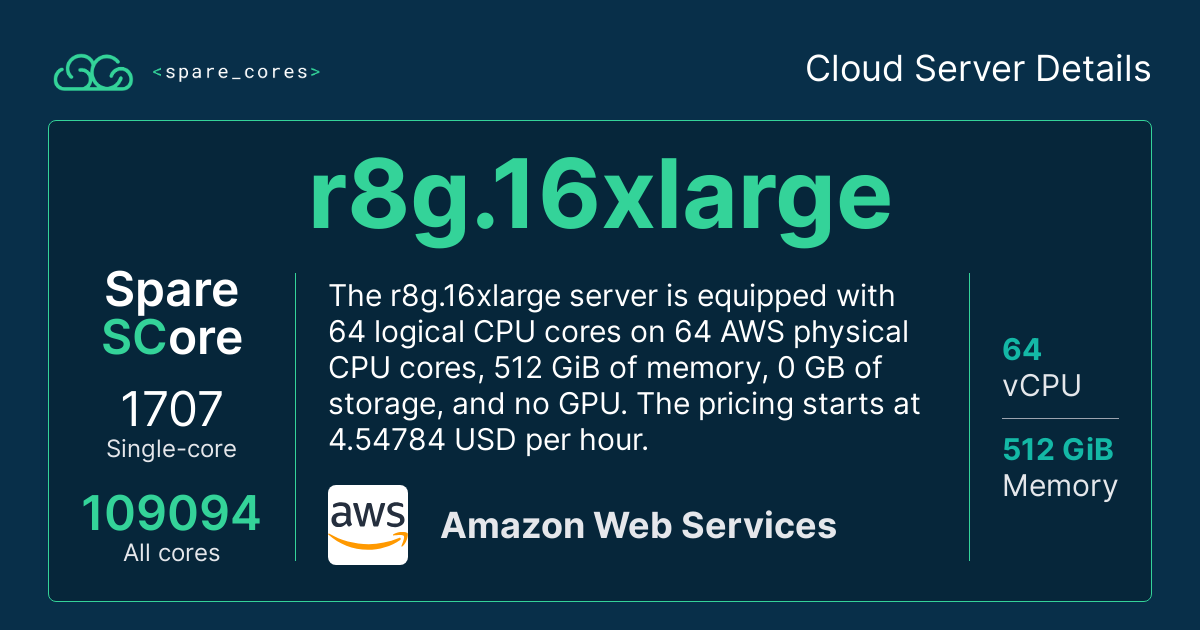 <spare_cores>
Cloud Server Details
r8g.16xlarge
Spare
SCore
1707
Single-core
109094
All cores
The r8g.16xlarge server is equipped with
64 logical CPU cores on 64 AWS physical
CPU cores, 512 GiB of memory, 0 GB of
storage, and no GPU. The pricing starts at
4.54784 USD per hour.
aws
Amazon Web Services
64
vCPU
512 GiB
Memory